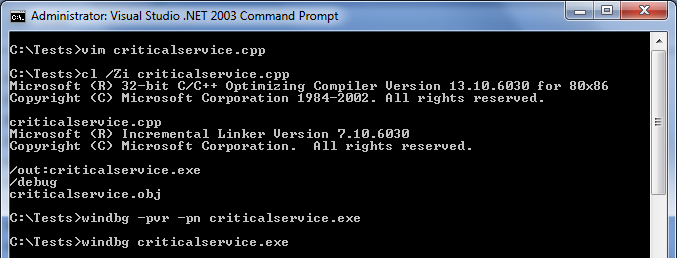 Administrator: Visual Studio .NET 2003 Command Prompt
C:\Tests>vim criticalservice.cpp
C:\Tests>cl /Zi criticalservice.cpp
Microsoft (R) 32-bit C/C++ Optimizing Compiler Version 13.10.6030 for 80x86
Copyright (C) Microsoft Corporation 1984-2002. All rights reserved.
criticalservice.cpp
Microsoft (R) Incremental Linker Version 7.10.6030
Copyright (C) Microsoft Corporation.  All rights reserved.
/out:criticalservice.exe
/debug
criticalservice.obj
C:\Tests>windbg -pvr -pn criticalservice.exe
C:\Tests>windbg criticalservice.exe